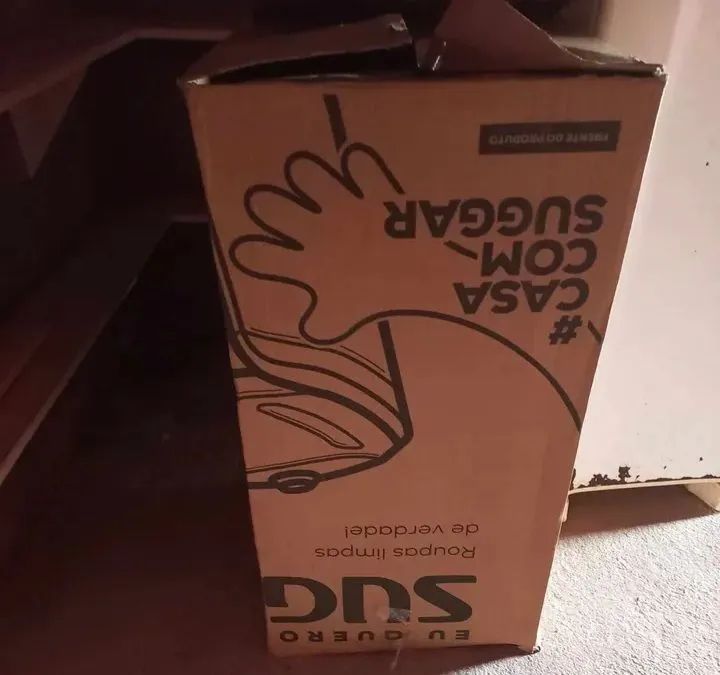 EU QUERO
SUG
Roupas limpas
de verdade!
#
CASA
COM
SUGGAR
FRENTE DO PRODUTO